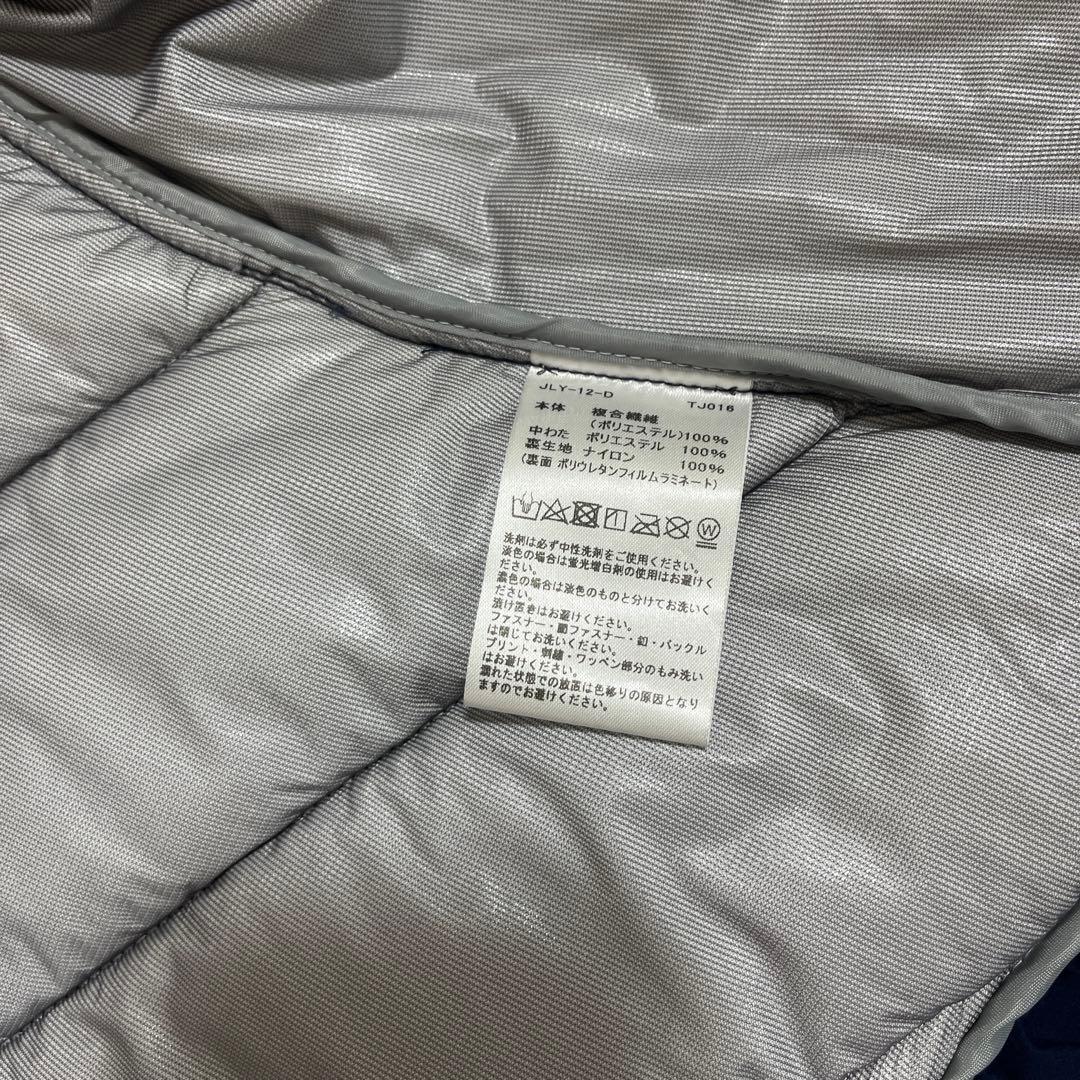 JLY-12-D TJ016
本体 複合繊維
(ポリエステル)100%
中わた ポリエステル 100%
裏生地 ナイロン 100%
(裏面 ポリウレタンフィルムラミネート)
W
洗剤は必ず中性洗剤をご使用ください。
淡色の場合は蛍光増白剤の使用はお避けく
ださい。
濃色の場合は淡色のものと分けてお洗いく
ださい。
漬け置きはお避けください。
ファスナー・面ファスナー・釦・バックル
は閉じてお洗いください。
プリント・刺繍・ワッペン部分のもみ洗い
はお避けください。
濡れた状態での放置は色移りの原因となり
ますのでお避けください。